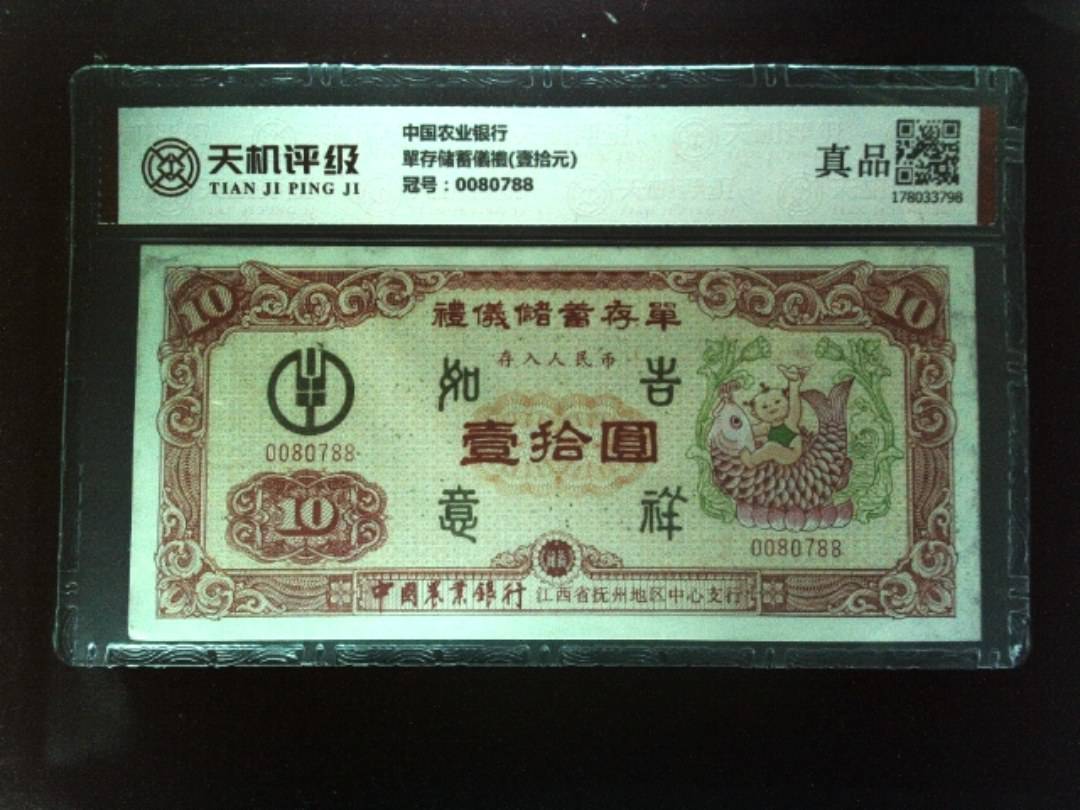 天机评级
TIAN JI PING JI
中国农业银行
單存储蓄儀禮(壹拾元)
冠号：0080788
真品
178033798
10
10
禮儀儲蓄存單
存入人民币
如 吉
壹拾圓
意 祥
0080788
10
0080788
中國农業銀行 江西省抚州地区中心支行